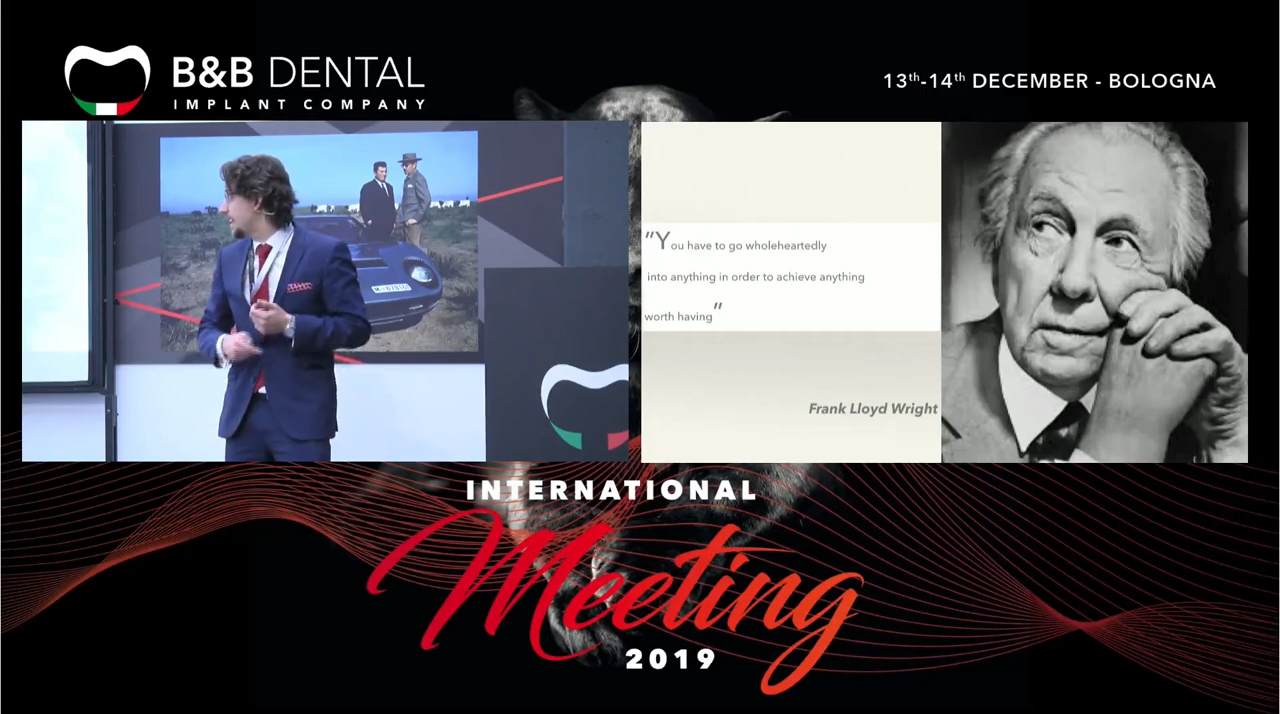 B&B DENTAL
IMPLANT COMPANY
13th-14th DECEMBER - BOLOGNA
"You have to go wholeheartedly
into anything in order to achieve anything
worth having"
Frank Lloyd Wright
INTERNATIONAL
Meeting
2019